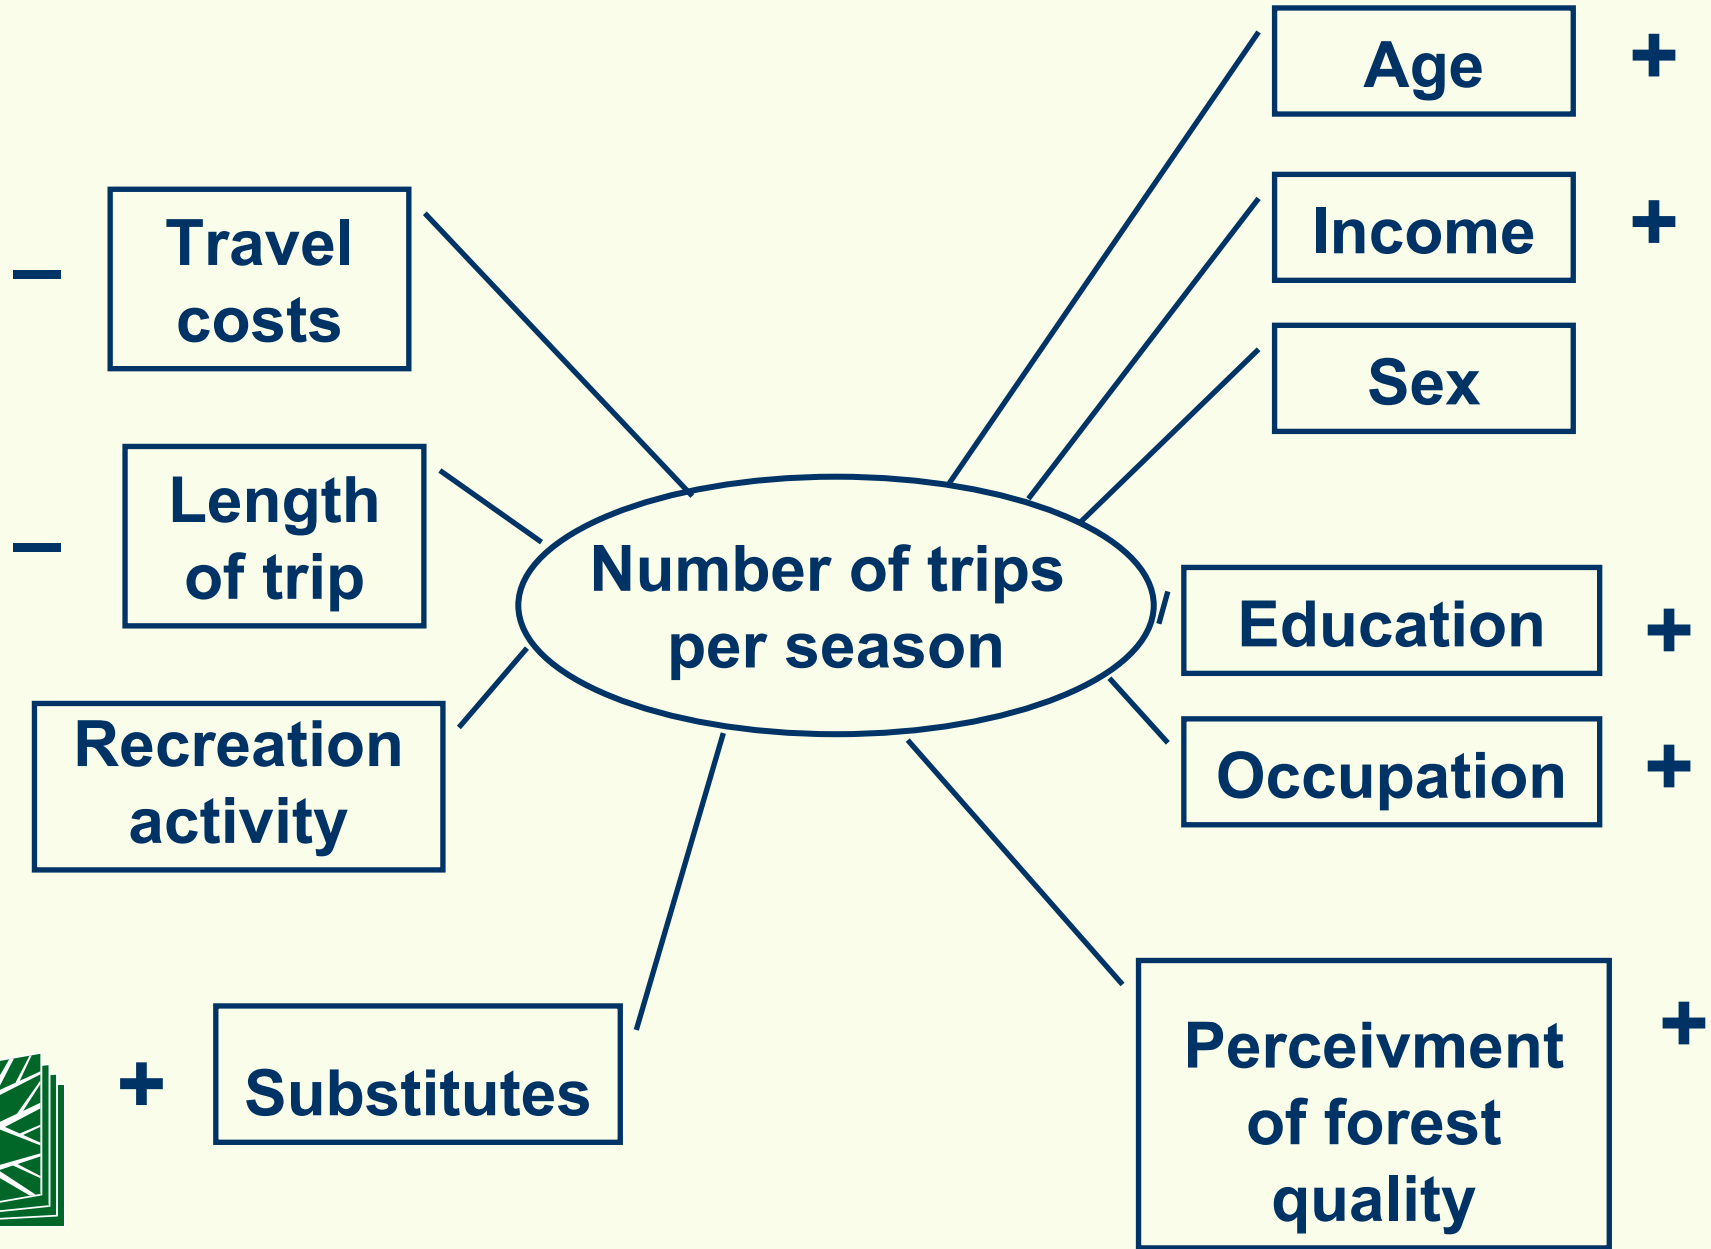 Age +
Income +
Sex
– Travel
costs
– Length
of trip
Number of trips
per season
Education +
Occupation +
Recreation
activity
+ Substitutes
Perceivment +
of forest
quality